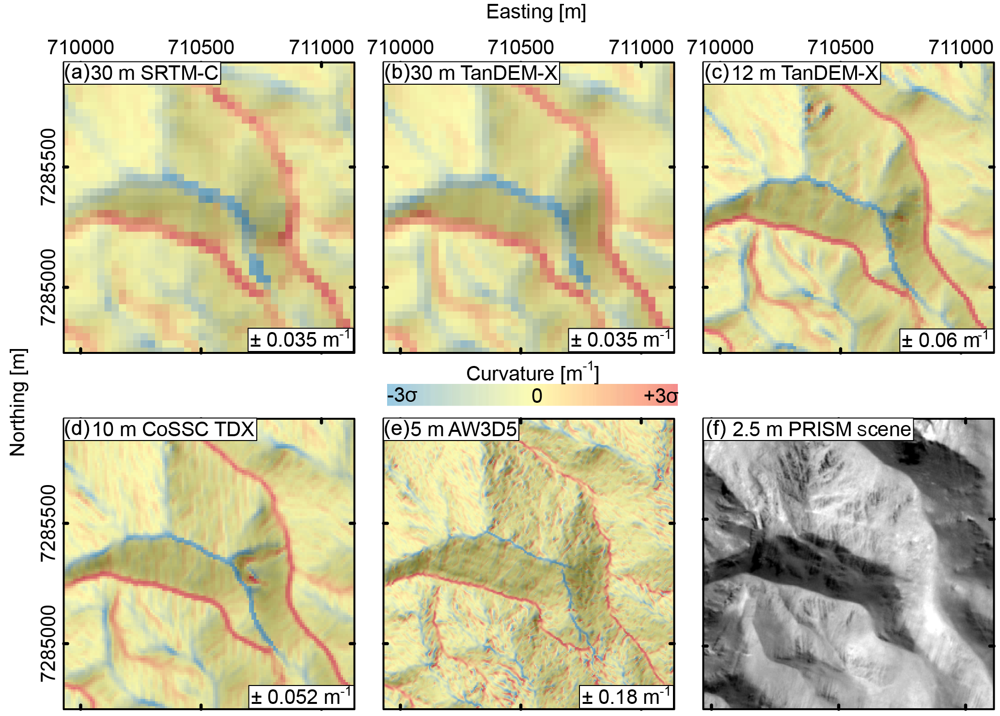 Easting [m]
710000 710500 711000 710000 710500 711000 710000 710500 711000
(a) 30 m SRTM-C
(b) 30 m TanDEM-X
(c) 12 m TanDEM-X
7285500
7285000
± 0.035 m⁻¹
± 0.035 m⁻¹
± 0.06 m⁻¹
Northing [m]
Curvature [m⁻¹]
-3σ 0 +3σ
(d) 10 m CoSSC TDX
(e) 5 m AW3D5
(f) 2.5 m PRISM scene
7285500
7285000
± 0.052 m⁻¹
± 0.18 m⁻¹